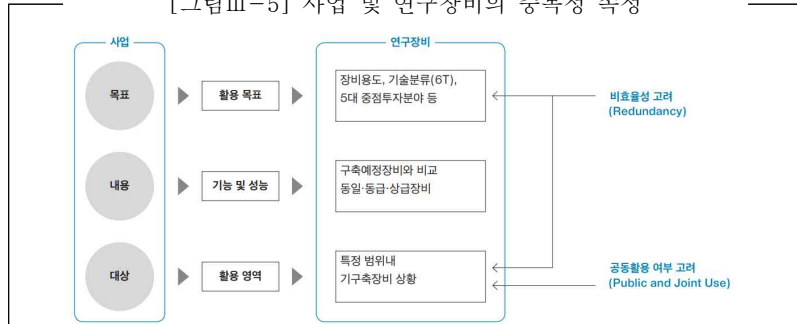 [그림Ⅲ-5] 사업 및 연구장비의 중복성 속성
사업
연구장비
목표
활용 목표
장비용도, 기술분류(6T),
5대 중점투자분야 등
비효율성 고려
(Redundancy)
내용
기능 및 성능
구축예정장비와 비교
동일·동급·상급장비
대상
활용 영역
특정 범위내
기구축장비 상황
공동활용 여부 고려
(Public and Joint Use)